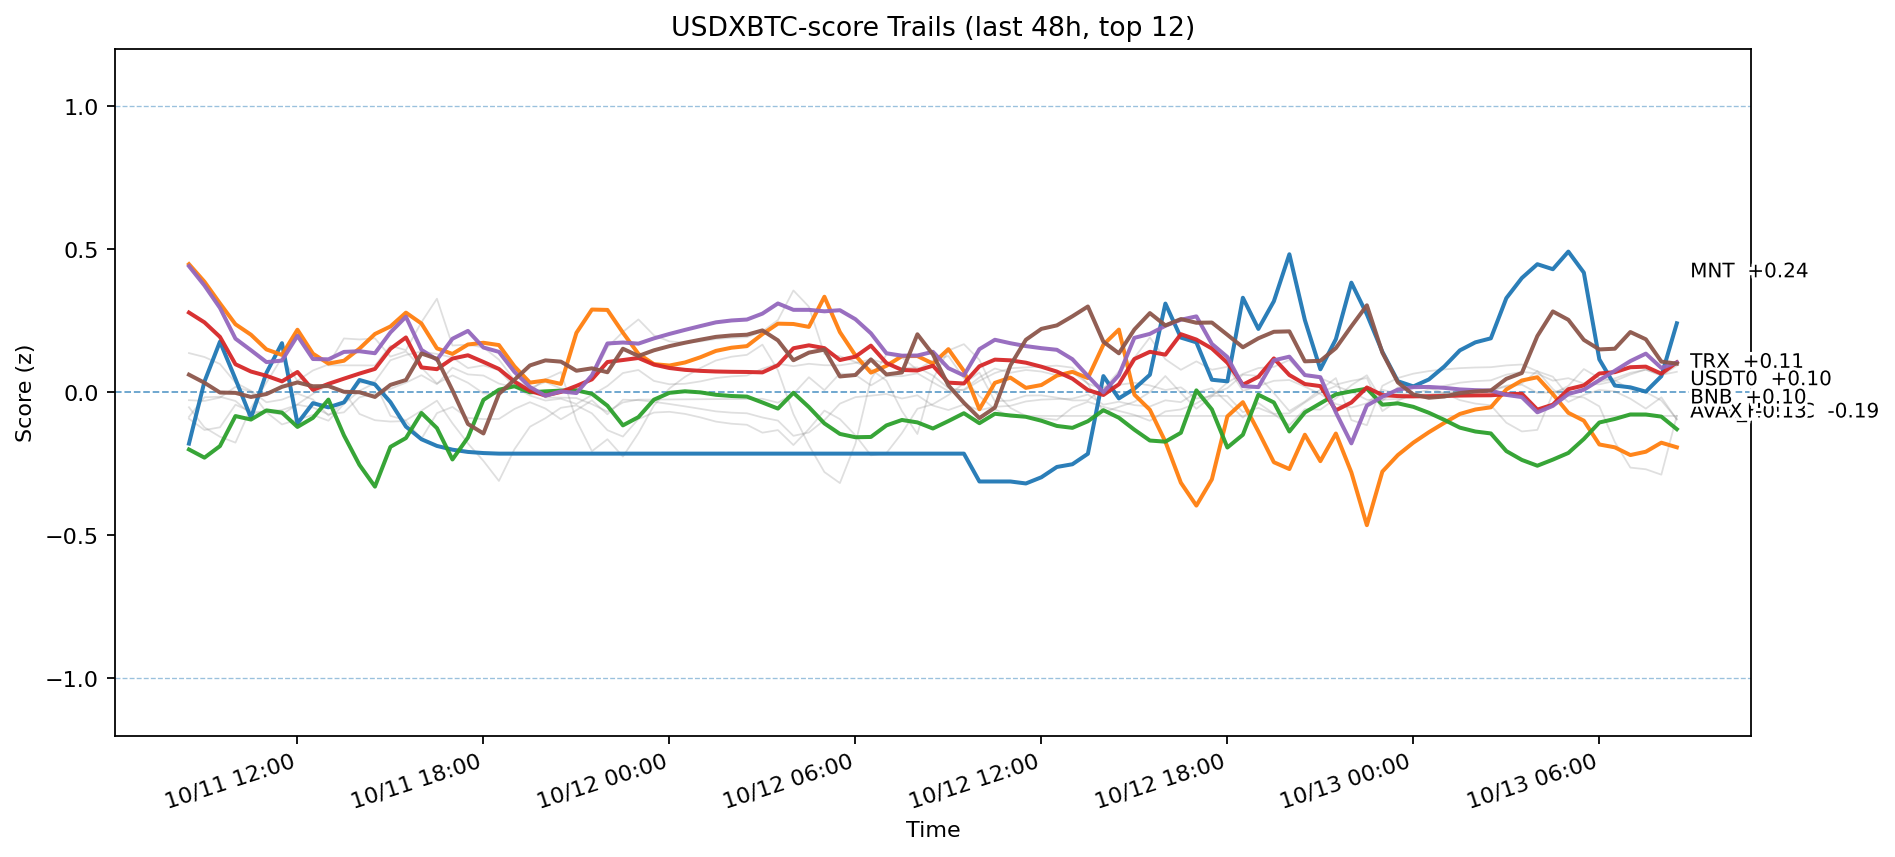 USDXBTC-score Trails (last 48h, top 12)
Score (z)
1.0
0.5
0.0
−0.5
−1.0
MNT +0.24
TRX +0.11
USDT0 +0.10
BNB +0.10
AVAX
-0.19
10/11 12:00
10/11 18:00
10/12 00:00
10/12 06:00
10/12 12:00
10/12 18:00
10/13 00:00
10/13 06:00
Time